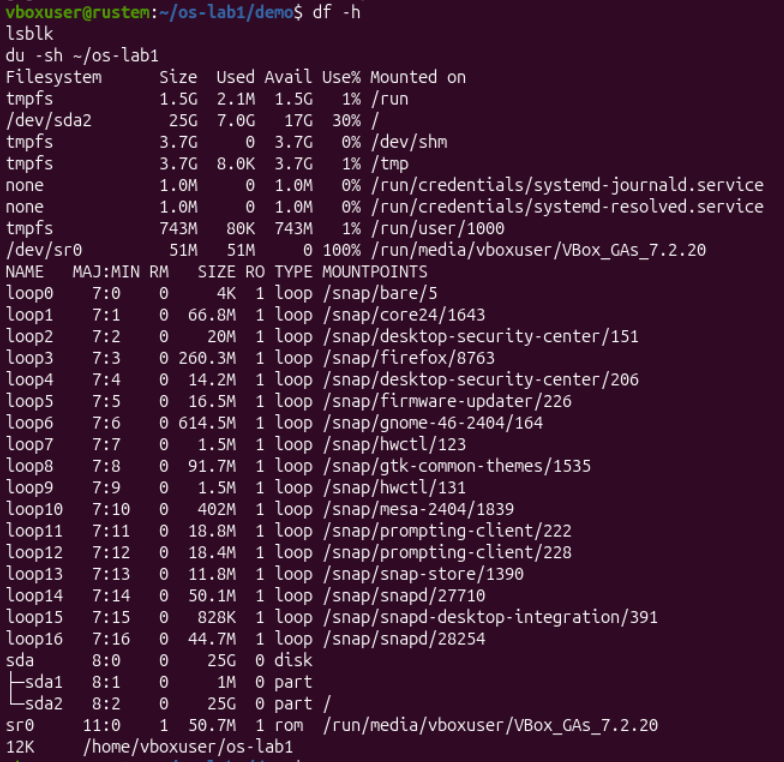 vboxuser@rustem:~/os-lab1/demo$ df -h
lsblk
du -sh ~/os-lab1
Filesystem      Size  Used Avail Use% Mounted on
tmpfs           1.5G  2.1M  1.5G   1% /run
/dev/sda2        25G  7.0G   17G  30% /
tmpfs           3.7G     0  3.7G   0% /dev/shm
tmpfs           3.7G  8.0K  3.7G   1% /tmp
none            1.0M     0  1.0M   0% /run/credentials/systemd-journald.service
none            1.0M     0  1.0M   0% /run/credentials/systemd-resolved.service
tmpfs           743M   80K  743M   1% /run/user/1000
/dev/sr0         51M   51M     0 100% /run/media/vboxuser/VBox_GAs_7.2.20
NAME   MAJ:MIN RM   SIZE RO TYPE MOUNTPOINTS
loop0    7:0    0     4K  1 loop /snap/bare/5
loop1    7:1    0  66.8M  1 loop /snap/core24/1643
loop2    7:2    0    20M  1 loop /snap/desktop-security-center/151
loop3    7:3    0 260.3M  1 loop /snap/firefox/8763
loop4    7:4    0  14.2M  1 loop /snap/desktop-security-center/206
loop5    7:5    0  16.5M  1 loop /snap/firmware-updater/226
loop6    7:6    0 614.5M  1 loop /snap/gnome-46-2404/164
loop7    7:7    0   1.5M  1 loop /snap/hwctl/123
loop8    7:8    0  91.7M  1 loop /snap/gtk-common-themes/1535
loop9    7:9    0   1.5M  1 loop /snap/hwctl/131
loop10   7:10   0   402M  1 loop /snap/mesa-2404/1839
loop11   7:11   0  18.8M  1 loop /snap/prompting-client/222
loop12   7:12   0  18.4M  1 loop /snap/prompting-client/228
loop13   7:13   0  11.8M  1 loop /snap/snap-store/1390
loop14   7:14   0  50.1M  1 loop /snap/snapd/27710
loop15   7:15   0   828K  1 loop /snap/snapd-desktop-integration/391
loop16   7:16   0  44.7M  1 loop /snap/snapd/28254
sda      8:0    0    25G  0 disk
├─sda1   8:1    0     1M  0 part
└─sda2   8:2    0    25G  0 part /
sr0     11:0    1  50.7M  1 rom  /run/media/vboxuser/VBox_GAs_7.2.20
12K     /home/vboxuser/os-lab1